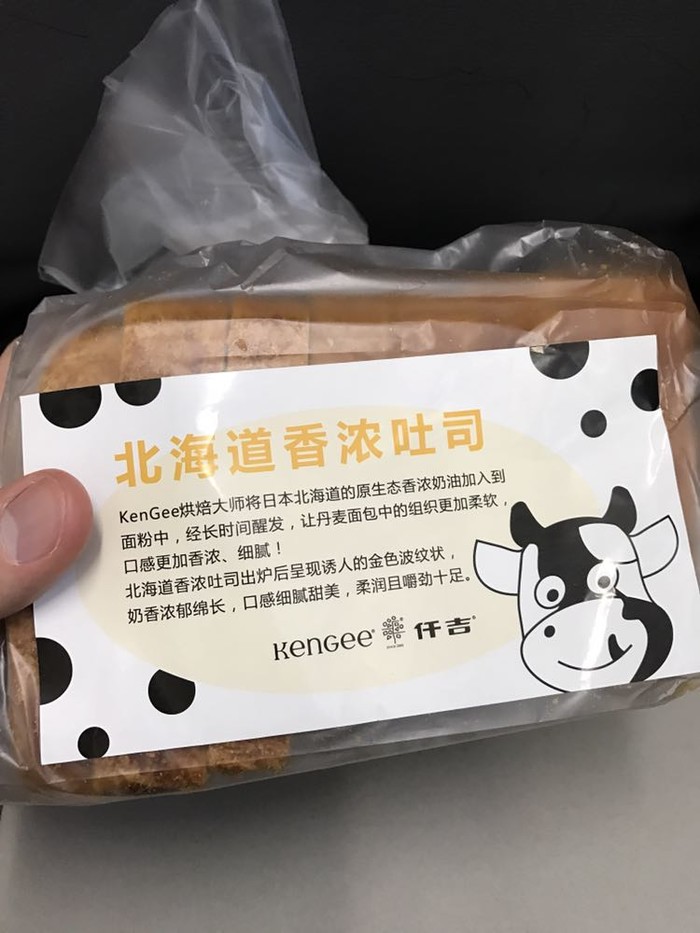 北海道香浓吐司
KenGee烘焙大师将日本北海道的原生态香浓奶油加入到
面粉中，经长时间醒发，让丹麦面包中的组织更加柔软，
口感更加香浓、细腻！
北海道香浓吐司出炉后呈现诱人的金色波纹状，
奶香浓郁绵长，口感细腻甜美，柔润且嚼劲十足。
KenGee® 仟吉®